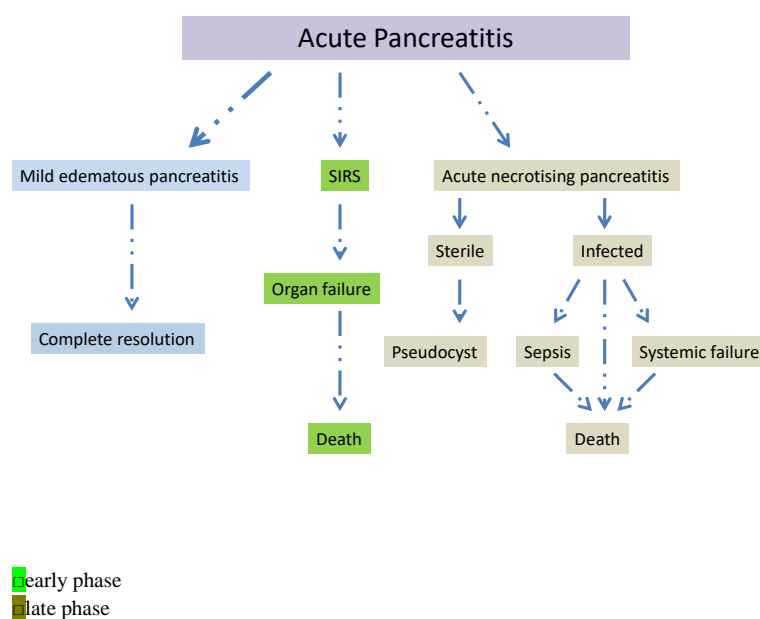 Acute Pancreatitis
Mild edematous pancreatitis
SIRS
Acute necrotising pancreatitis
Sterile
Infected
Organ failure
Complete resolution
Pseudocyst
Sepsis
Systemic failure
Death
Death
□early phase
□late phase